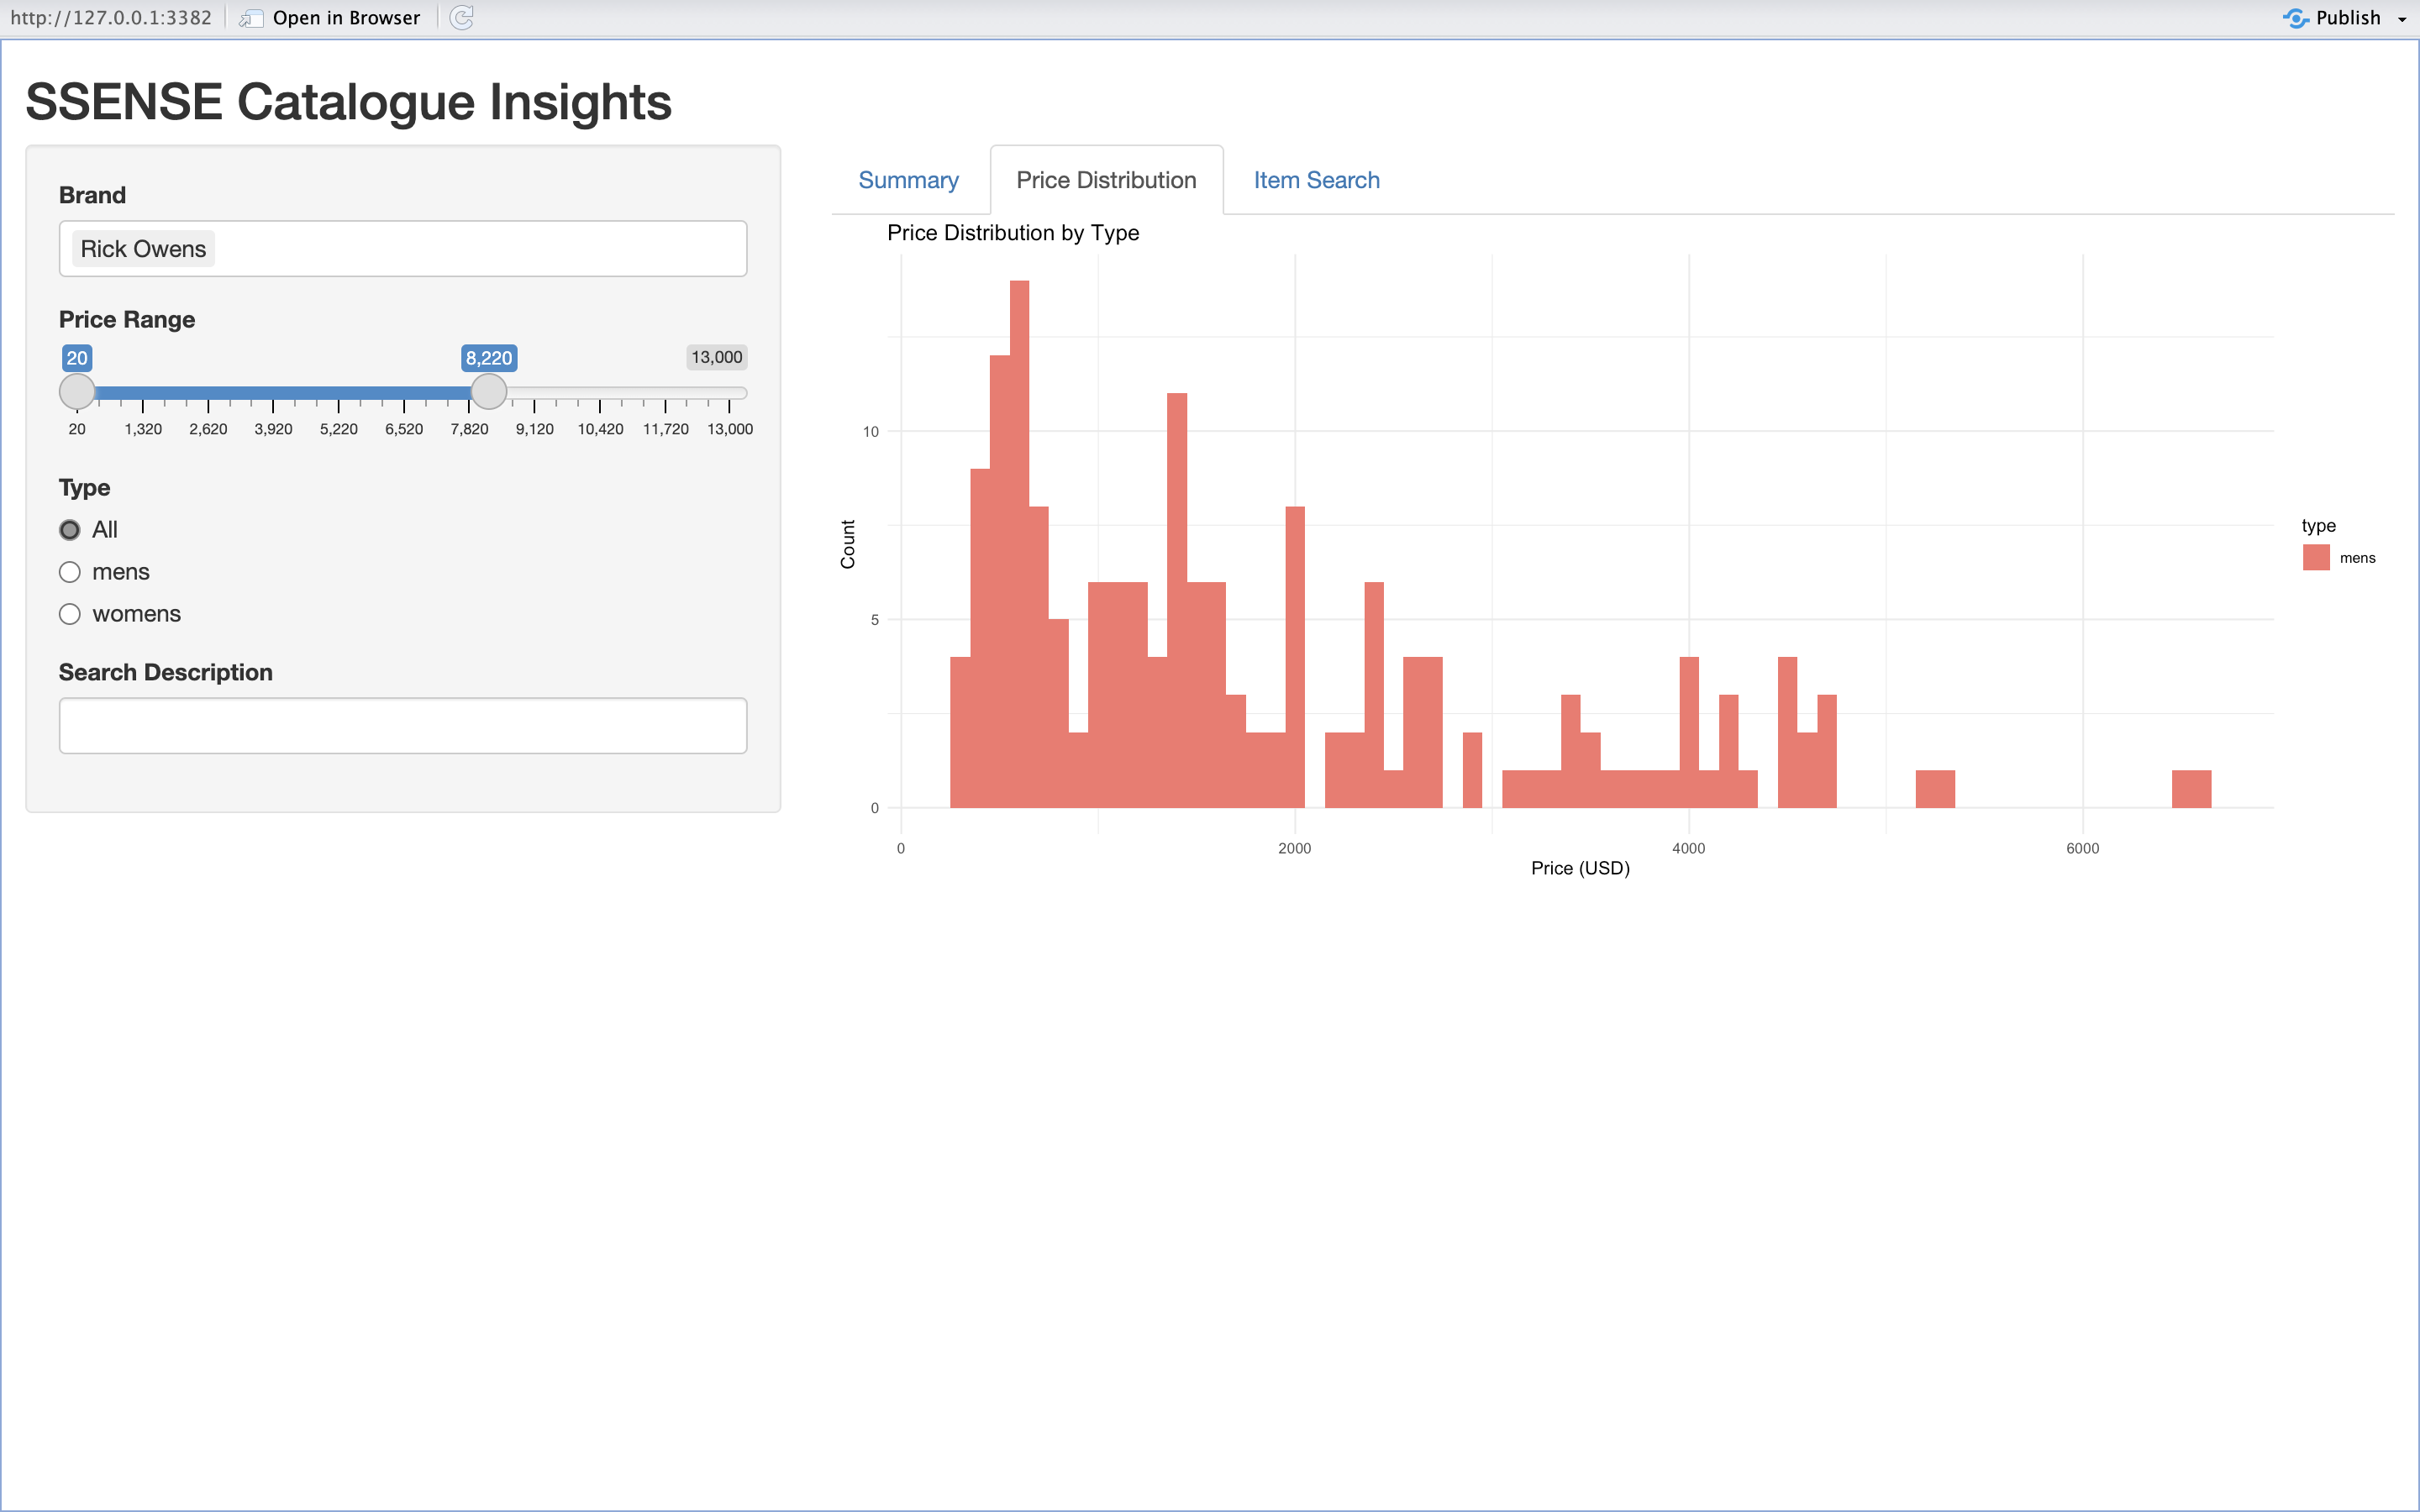 http://127.0.0.1:3382 Open in Browser Publish
SSENSE Catalogue Insights
Brand
Rick Owens
Price Range
20 8,220 13,000
20 1,320 2,620 3,920 5,220 6,520 7,820 9,120 10,420 11,720 13,000
Type
All
mens
womens
Search Description
Summary Price Distribution Item Search
Price Distribution by Type
Count
10
5
0
0 2000 4000 6000
Price (USD)
type
mens